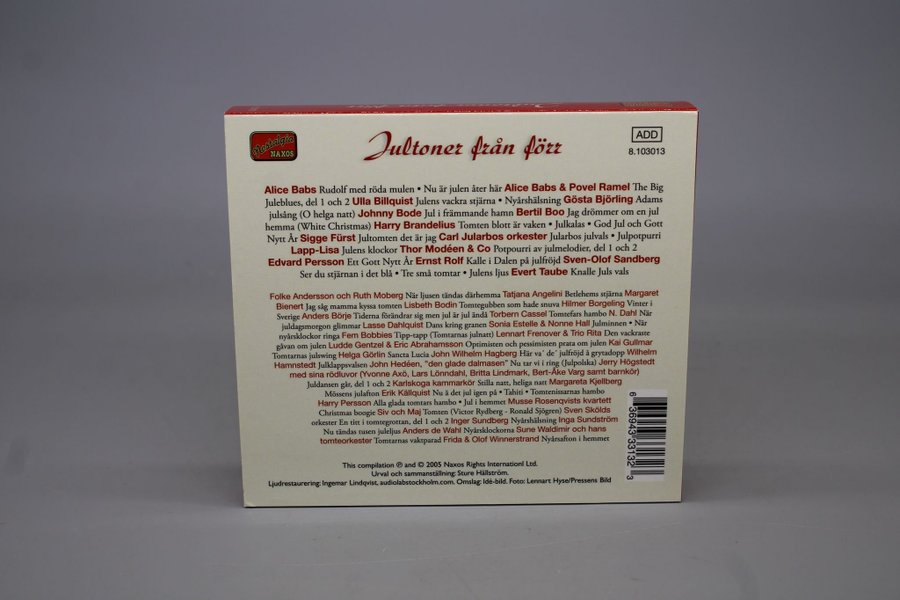 Nostalgia
NAXOS
Jultoner från förr
ADD
8.103013
Alice Babs Rudolf med röda mulen • Nu är julen åter här Alice Babs & Povel Ramel The Big
Juleblues, del 1 och 2 Ulla Billquist Julens vackra stjärna • Nyårshälsning Gösta Björling Adams
julsång (O helga natt) Johnny Bode Jul i främmande hamn Bertil Boo Jag drömmer om en jul
hemma (White Christmas) Harry Brandelius Tomten blott är vaken • Julkalas • God Jul och Gott
Nytt År Sigge Fürst Jultomten det är jag Carl Jularbos orkester Jularbos julvals • Julpotpurri
Lapp-Lisa Julens klockor Thor Modéen & Co Potpourri av julmelodier, del 1 och 2
Edvard Persson Ett Gott Nytt År Ernst Rolf Kalle i Dalen på julfröjd Sven-Olof Sandberg
Ser du stjärnan i det blå • Tre små tomtar • Julens ljus Evert Taube Knalle Juls vals
Folke Andersson och Ruth Moberg När ljusen tändas därhemma Tatjana Angelini Betlehems stjärna Margaret
Bienert Jag såg mamma kyssa tomten Lisbeth Bodin Tomtegubben som hade snuva Hilmer Borgeling Vinter i
Sverige Anders Börje Tiderna förändrar sig men jul är jul ändå Torbern Cassel Tomtefars hambo N. Dahl När
juldagsmorgon glimmar Lasse Dahlquist Dans kring granen Sonia Estelle & Nonne Hall Julminnen • När
nyårsklockor ringa Fem Bobbies Tipp-tapp (Tomtarnas julnatt) Lennart Frenover & Trio Rita Den vackraste
gåvan om julen Ludde Gentzel & Eric Abrahamsson Optimisten och pessimisten prata om julen Kai Gullmar
Tomtarnas julswing Helga Görlin Sancta Lucia John Wilhelm Hagberg Här va´ de´ julfröjd å grytadopp Wilhelm
Hamnstedt Julklappsvalsen John Hedéen, "den glade dalmasen" Nu tar vi i ring (Julpolska) Jerry Högstedt
med sina rödluvor (Yvonne Axö, Lars Lönndahl, Britta Lindmark, Bert-Åke Varg samt barnkör)
Juldansen går, del 1 och 2 Karlskoga kammarkör Stilla natt, heliga natt Margareta Kjellberg
Mössens julafton Erik Källquist Nu ä det jul igen på • Tahiti • Tomtenissarnas hambo
Harry Persson Alla glada tomtars hambo • Jul i hemmet Musse Rosenqvists kvartett
Christmas boogie Siv och Maj Tomten (Victor Rydberg - Ronald Sjögren) Sven Skölds
orkester En titt i tomtegrottan, del 1 och 2 Inger Sundberg Nyårshälsning Inga Sundström
Nu tändas tusen juleljus Anders de Wahl Nyårsklockorna Sune Waldimir och hans
tomteorkester Tomtarnas vaktparad Frida & Olof Winnerstrand Nyårsafton i hemmet
6 36943 33132 3
This compilation ℗ and © 2005 Naxos Rights Internationl Ltd.
Urval och sammanställning: Sture Hällström.
Ljudrestaurering: Ingemar Lindqvist, audiolabstockholm.com. Omslag: Idé-bild. Foto: Lennart Hyse/Pressens Bild